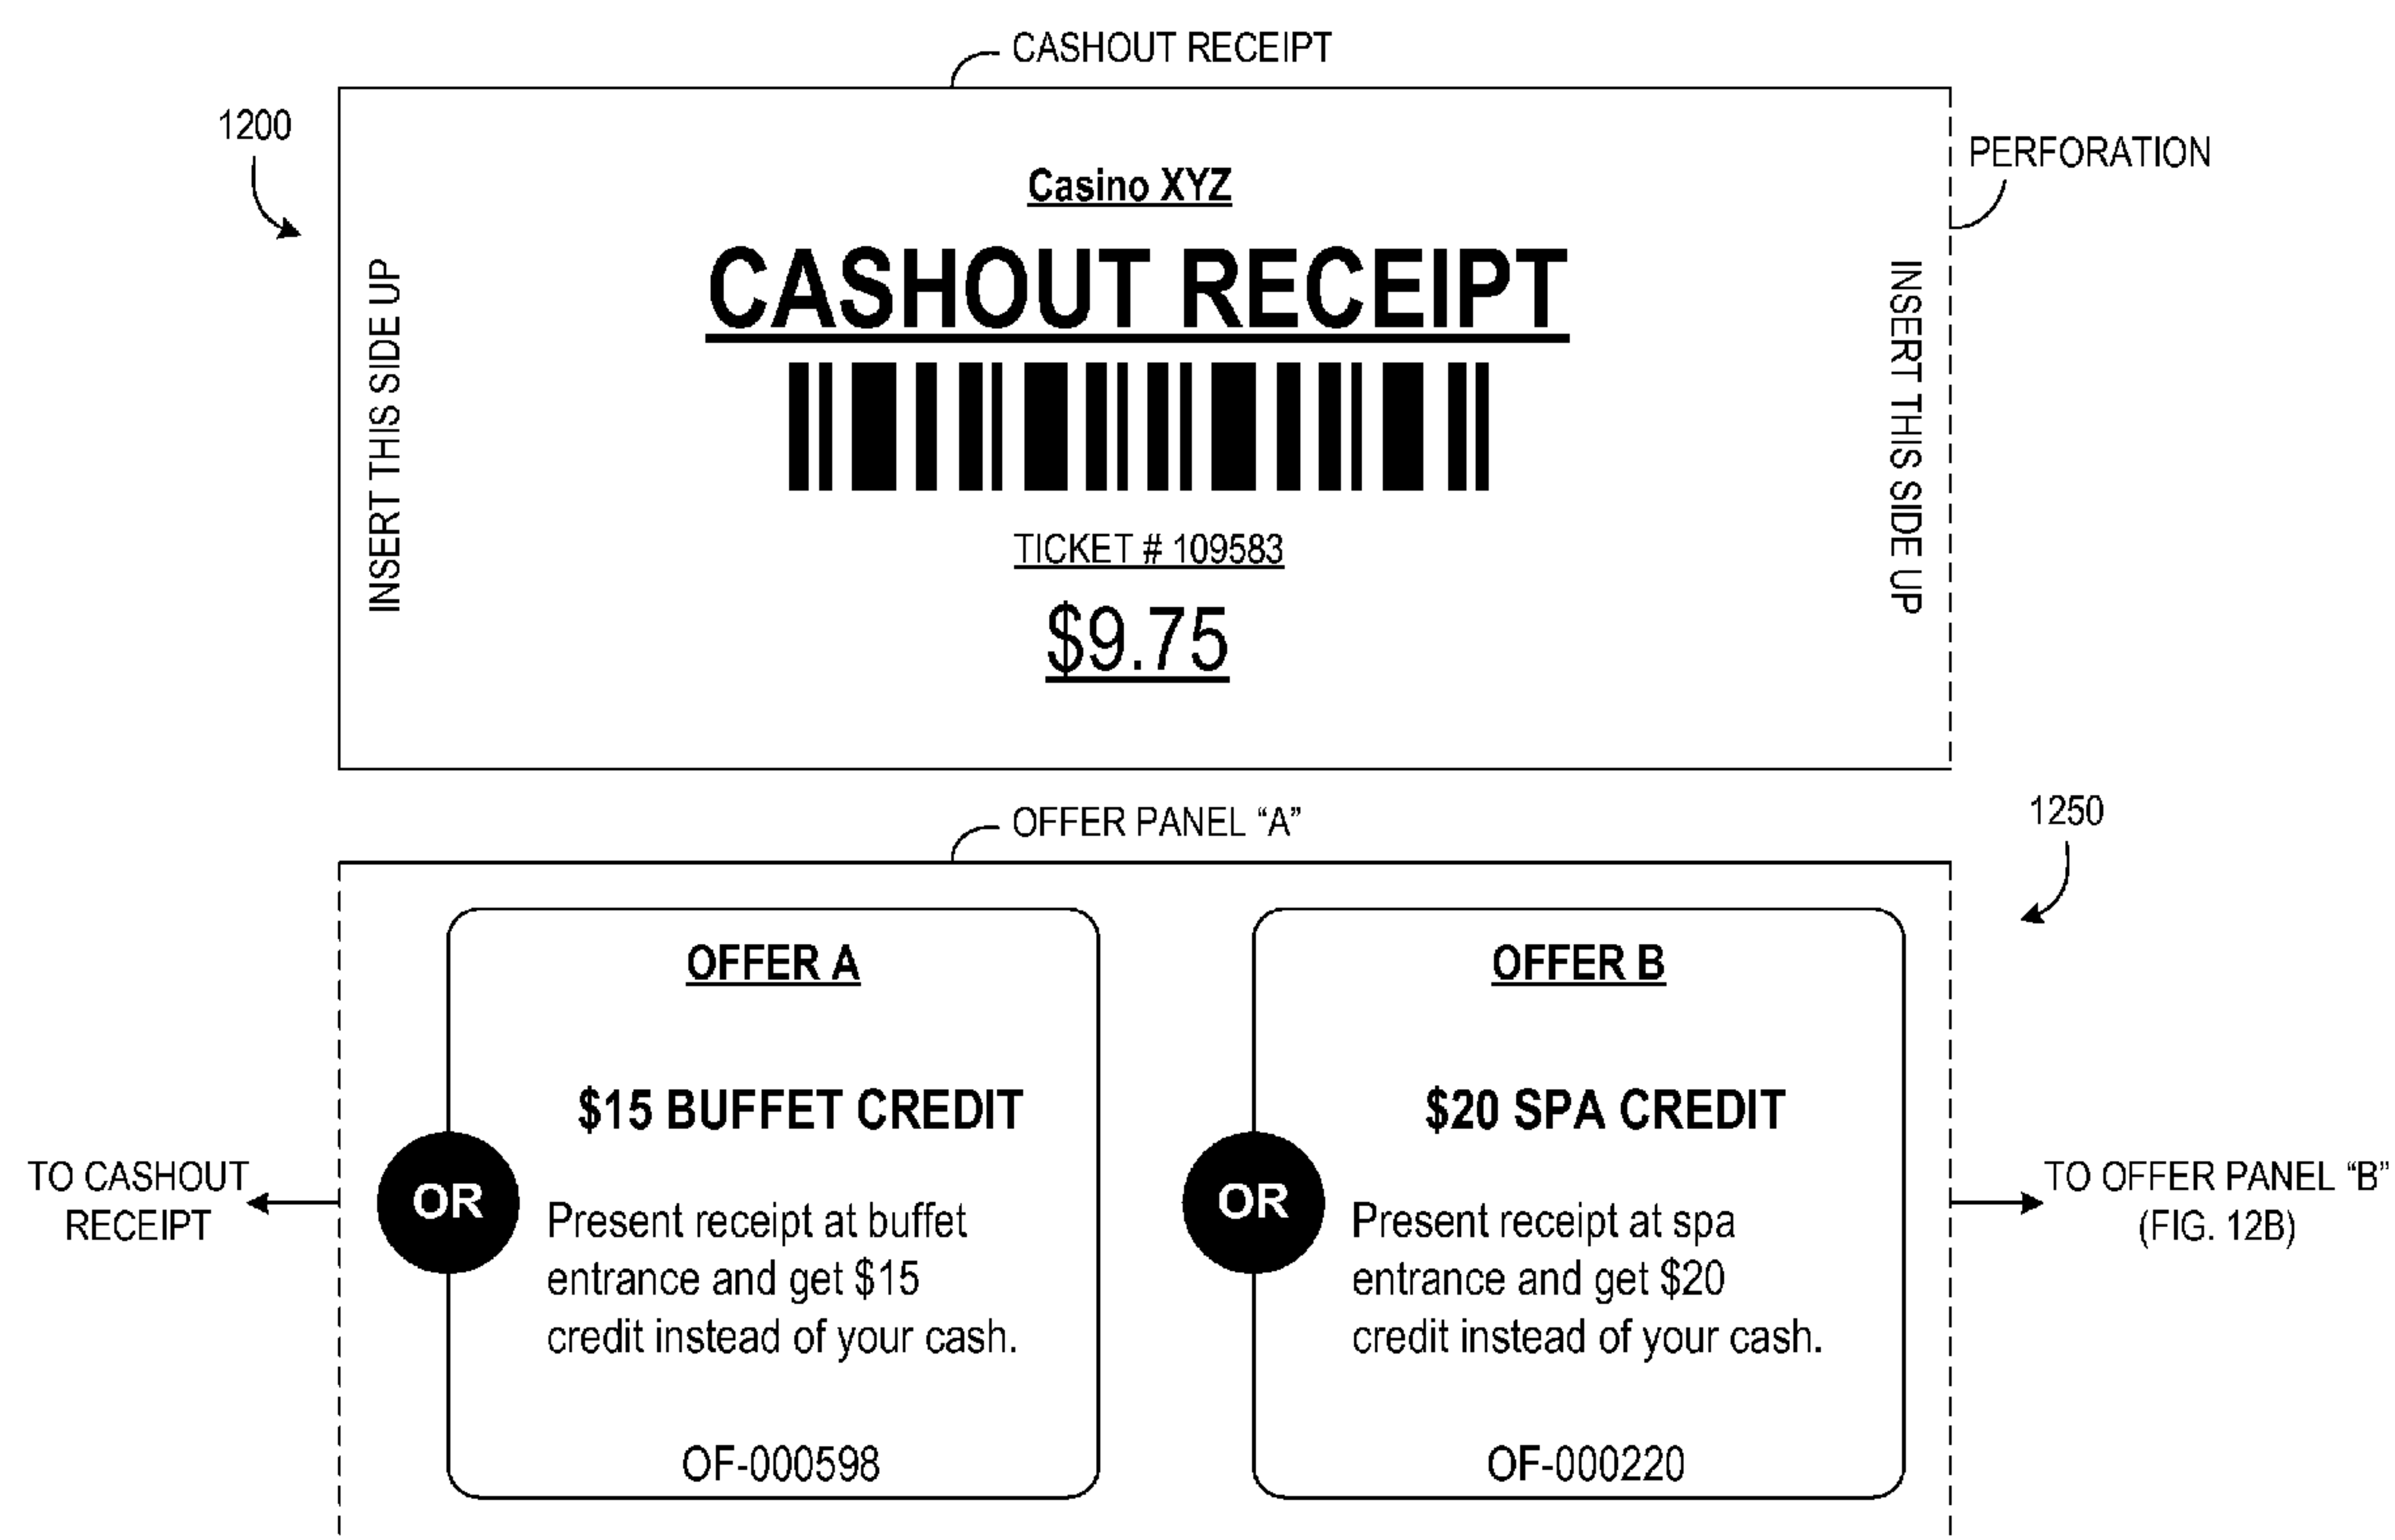 CASHOUT RECEIPT
1200
PERFORATION
Casino XYZ
CASHOUT RECEIPT
INSERT THIS SIDE UP
INSERT THIS SIDE UP
TICKET # 109583
$9.75
OFFER PANEL “A”
1250
OFFER A
$15 BUFFET CREDIT
OR
Present receipt at buffet
entrance and get $15
credit instead of your cash.
OF-000598
OFFER B
$20 SPA CREDIT
OR
Present receipt at spa
entrance and get $20
credit instead of your cash.
OF-000220
TO CASHOUT
RECEIPT
TO OFFER PANEL “B”
(FIG. 12B)